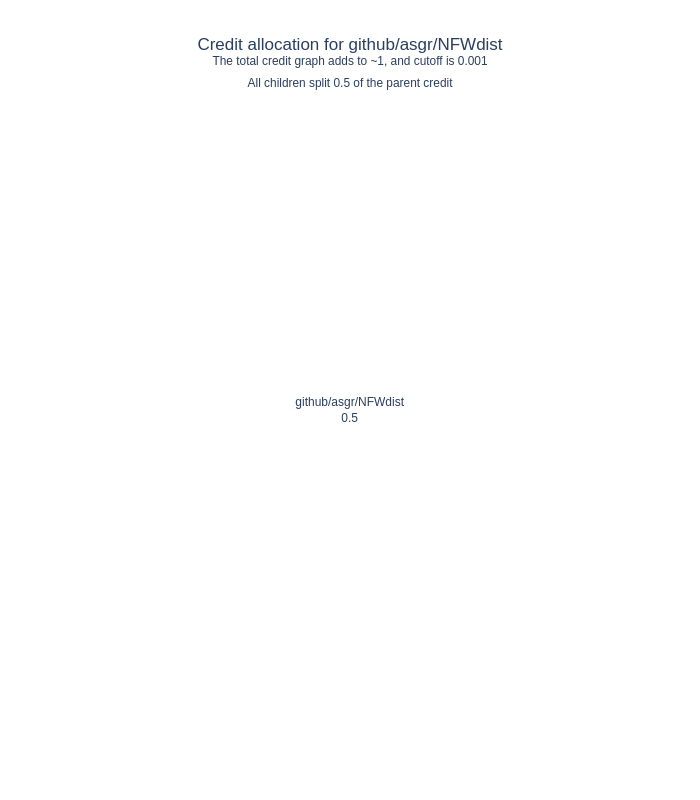 Credit allocation for github/asgr/NFWdist
The total credit graph adds to ~1, and cutoff is 0.001
All children split 0.5 of the parent credit
github/asgr/NFWdist
0.5